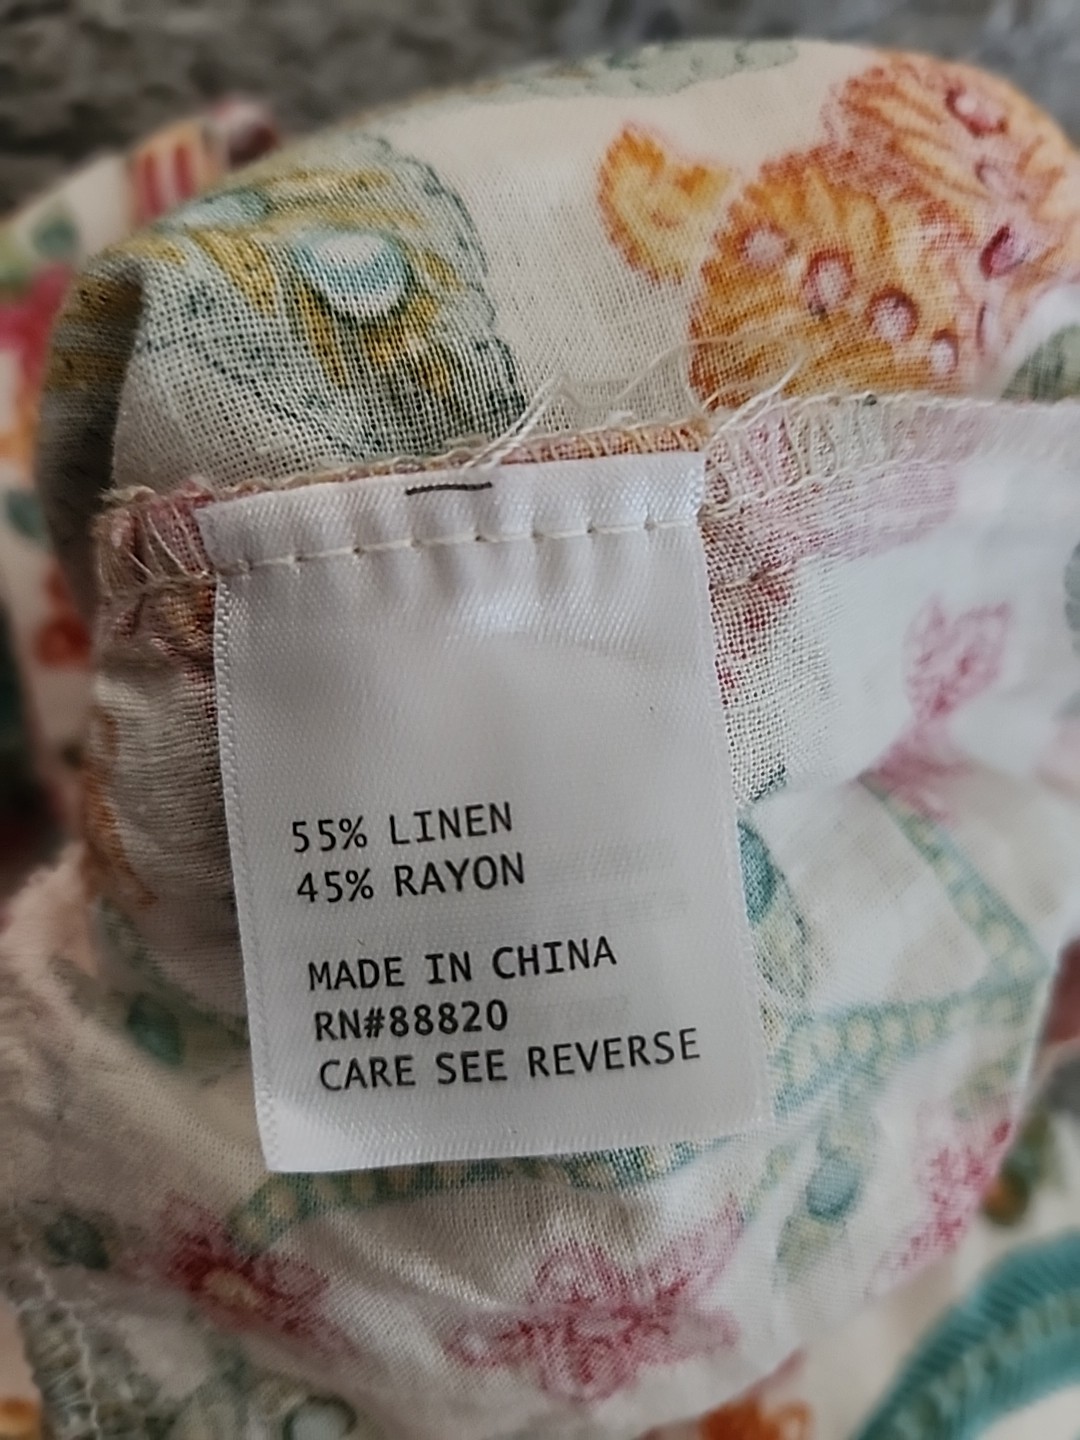 55% LINEN
45% RAYON
MADE IN CHINA
RN#88820
CARE SEE REVERSE